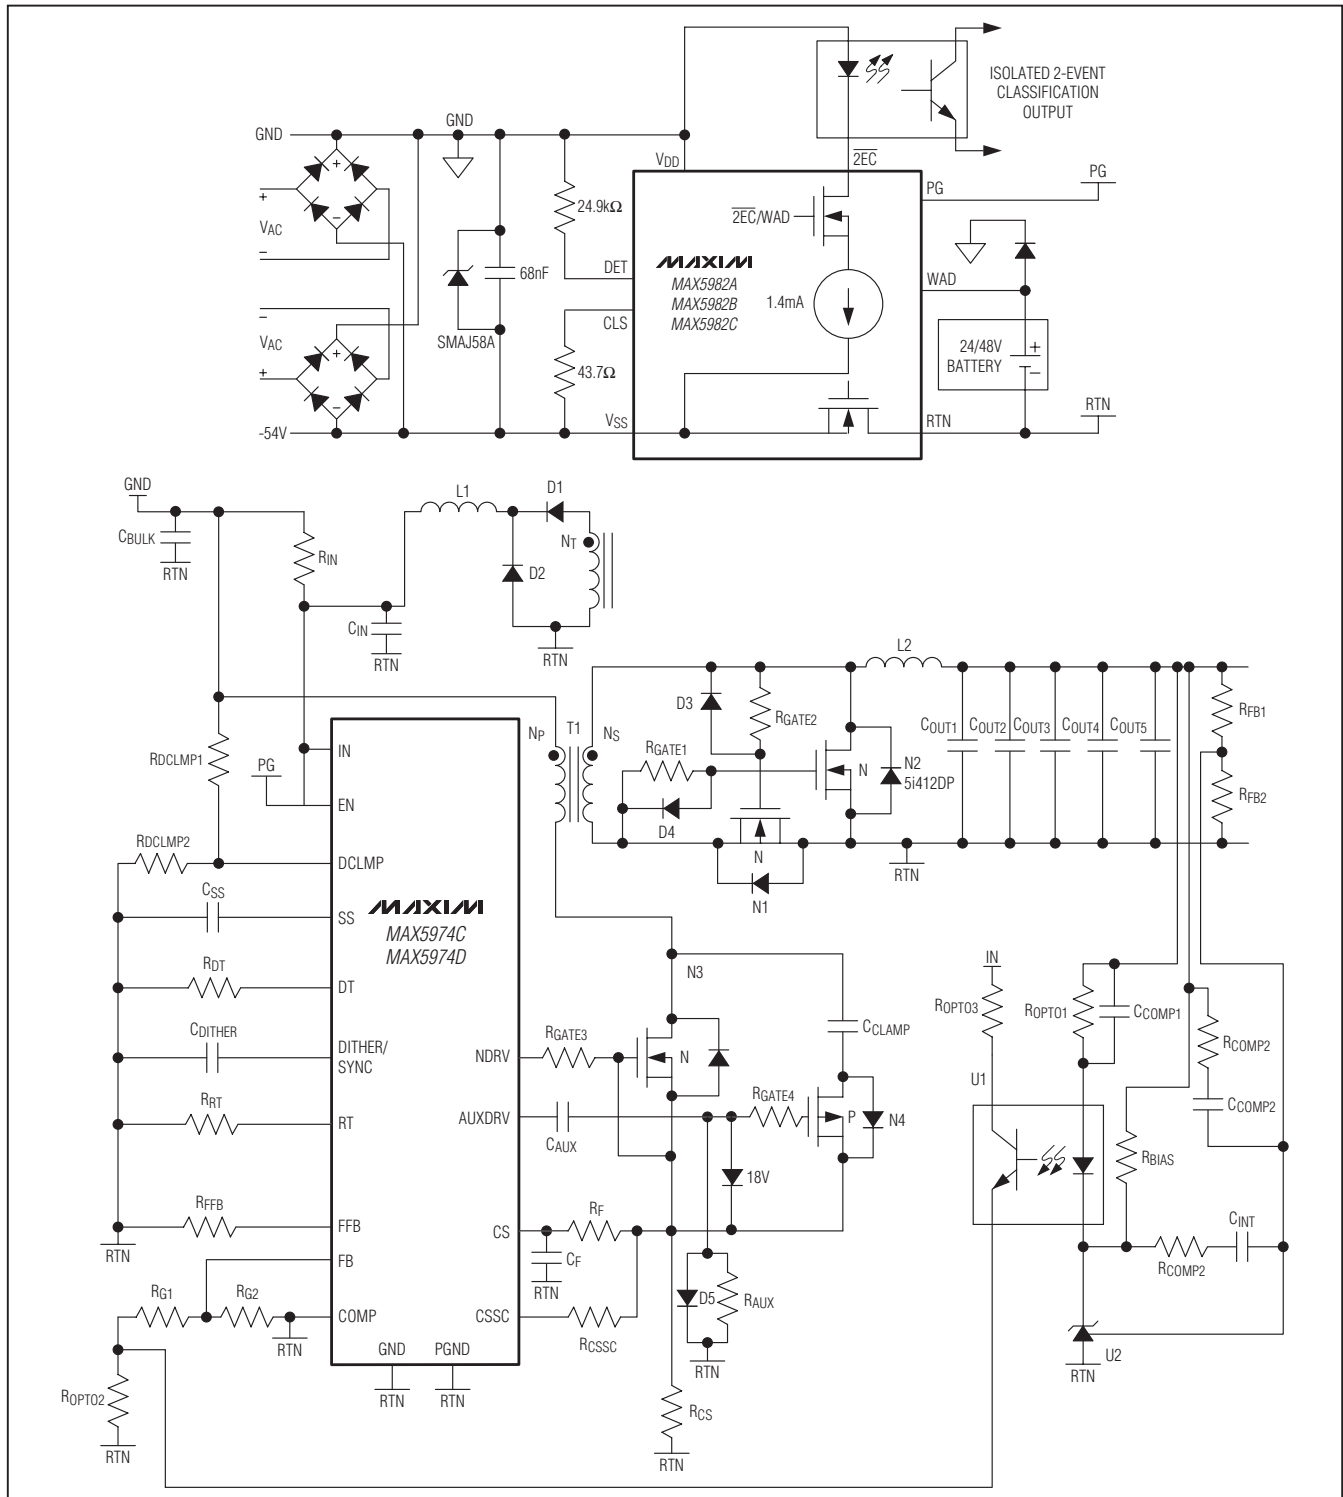 ISOLATED 2-EVENT
CLASSIFICATION
OUTPUT
GND
GND
VDD
2EC
PG
PG
+
VAC
−
24.9kΩ
2EC/WAD
DET
68nF
MAXIM
MAX5982A
MAX5982B
MAX5982C
1.4mA
WAD
−
VAC
+
SMAJ58A
CLS
43.7Ω
24/48V
BATTERY
+
−
RTN
-54V
VSS
RTN
GND
L1
D1
CBULK
RTN
RIN
NT
D2
CIN
RTN
RTN
L2
D3
RGATE2
RFB1
NP
T1
NS
RDCLMP1
COUT1
COUT2
COUT3
COUT4
COUT5
RGATE1
N
N2
5i412DP
IN
PG
EN
D4
RFB2
RDCLMP2
DCLMP
N
N1
RTN
CSS
SS
MAXIM
MAX5974C
MAX5974D
RDT
DT
N3
IN
ROPTO3
ROPTO1
CCOMP1
CDITHER
DITHER/
SYNC
NDRV
RGATE3
N
CCLAMP
RCOMP2
U1
RRT
RT
AUXDRV
CAUX
RGATE4
P
N4
CCOMP2
18V
RBIAS
RFFB
FFB
CS
RF
CINT
RTN
FB
CF
RTN
RCOMP2
RG1
RG2
COMP
RTN
CSSC
RCSSC
D5
RAUX
RTN
GND
PGND
RTN
RTN
U2
RTN
ROPTO2
RTN
RCS
RTN